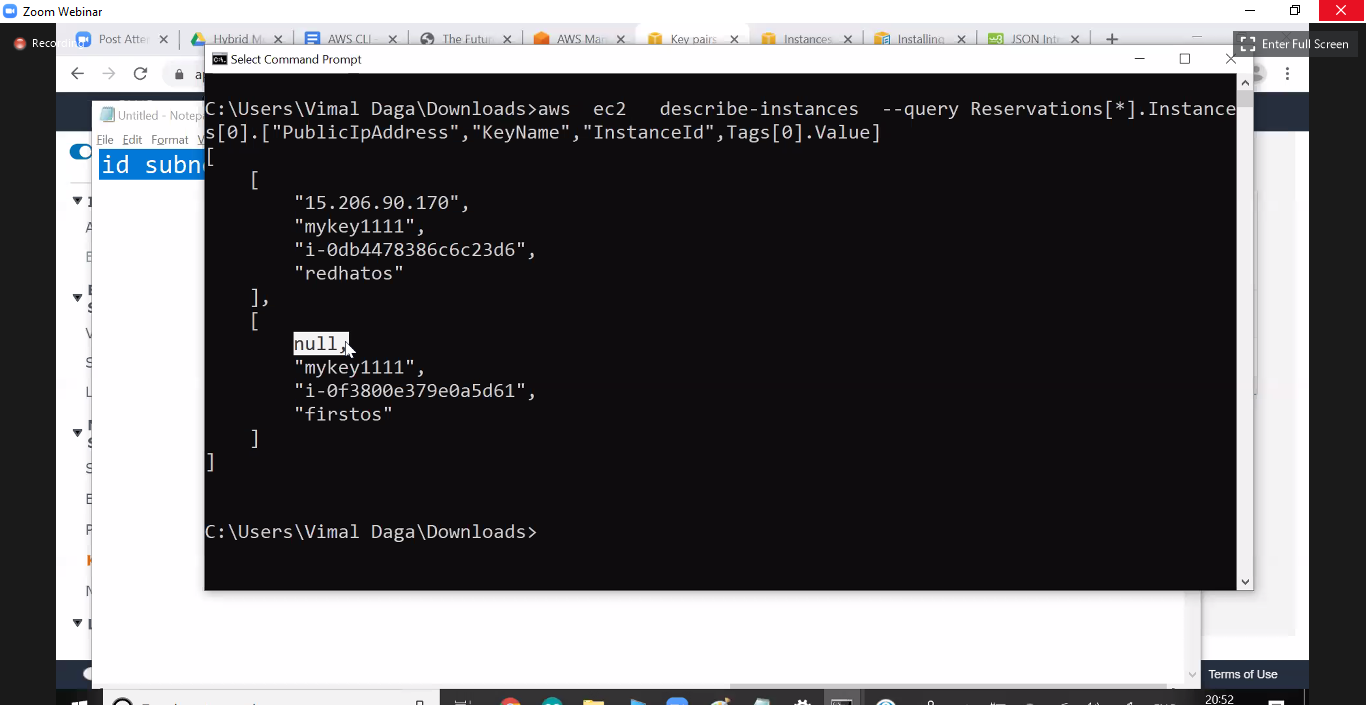 Zoom Webinar
Recording
Post Atte
Hybrid M
AWS CLI -
The Futur
AWS Mar
Key pairs
Instances
Installing
JSON Int
Enter Full Screen
Select Command Prompt
Untitled - Notep
File Edit Format
id subn
C:\Users\Vimal Daga\Downloads>aws ec2 describe-instances --query Reservations[*].Instance
s[0].["PublicIpAddress","KeyName","InstanceId",Tags[0].Value]
[
[
"15.206.90.170",
"mykey1111",
"i-0db4478386c6c23d6",
"redhatos"
],
[
null,
"mykey1111",
"i-0f3800e379e0a5d61",
"firstos"
]
]
C:\Users\Vimal Daga\Downloads>
Terms of Use
20:52